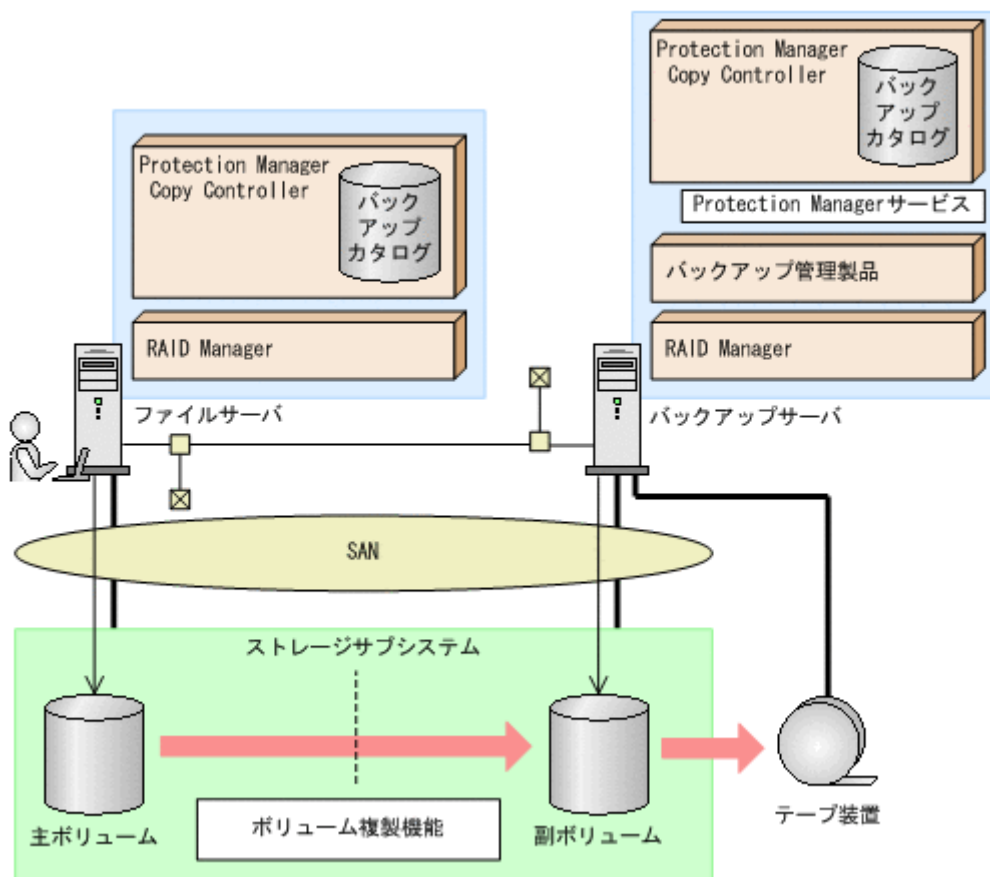 Protection Manager
Copy Controller
バック
アップ
カタログ
RAID Manager
ファイルサーバ
Protection Manager
Copy Controller
バック
アップ
カタログ
Protection Managerサービス
バックアップ管理製品
RAID Manager
バックアップサーバ
SAN
ストレージサブシステム
主ボリューム
ボリューム複製機能
副ボリューム
テープ装置